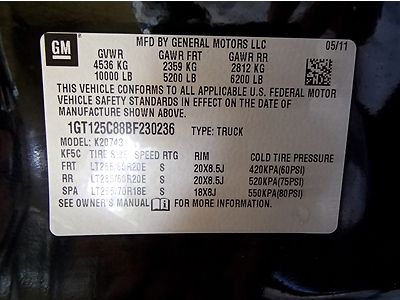 GM
MFD BY GENERAL MOTORS LLC 05/11
GVWR GAWR FRT GAWR RR
4536 KG 2359 KG 2812 KG
10000 LB 5200 LB 6200 LB
THIS VEHICLE CONFORMS TO ALL APPLICABLE U.S. FEDERAL MOTOR
VEHICLE SAFETY STANDARDS IN EFFECT ON THE DATE OF
MANUFACTURE SHOWN ABOVE.
1GT125C88BF230236 TYPE: TRUCK
MODEL: K20743
KF5C TIRE SIZE SPEED RTG RIM COLD TIRE PRESSURE
FRT S 20X8.5J 420KPA(60PSI)
RR S 20X8.5J 520KPA(75PSI)
SPA S 18X8J 550KPA(80PSI)
SEE OWNER'S MANUAL FOR MORE INFORMATION